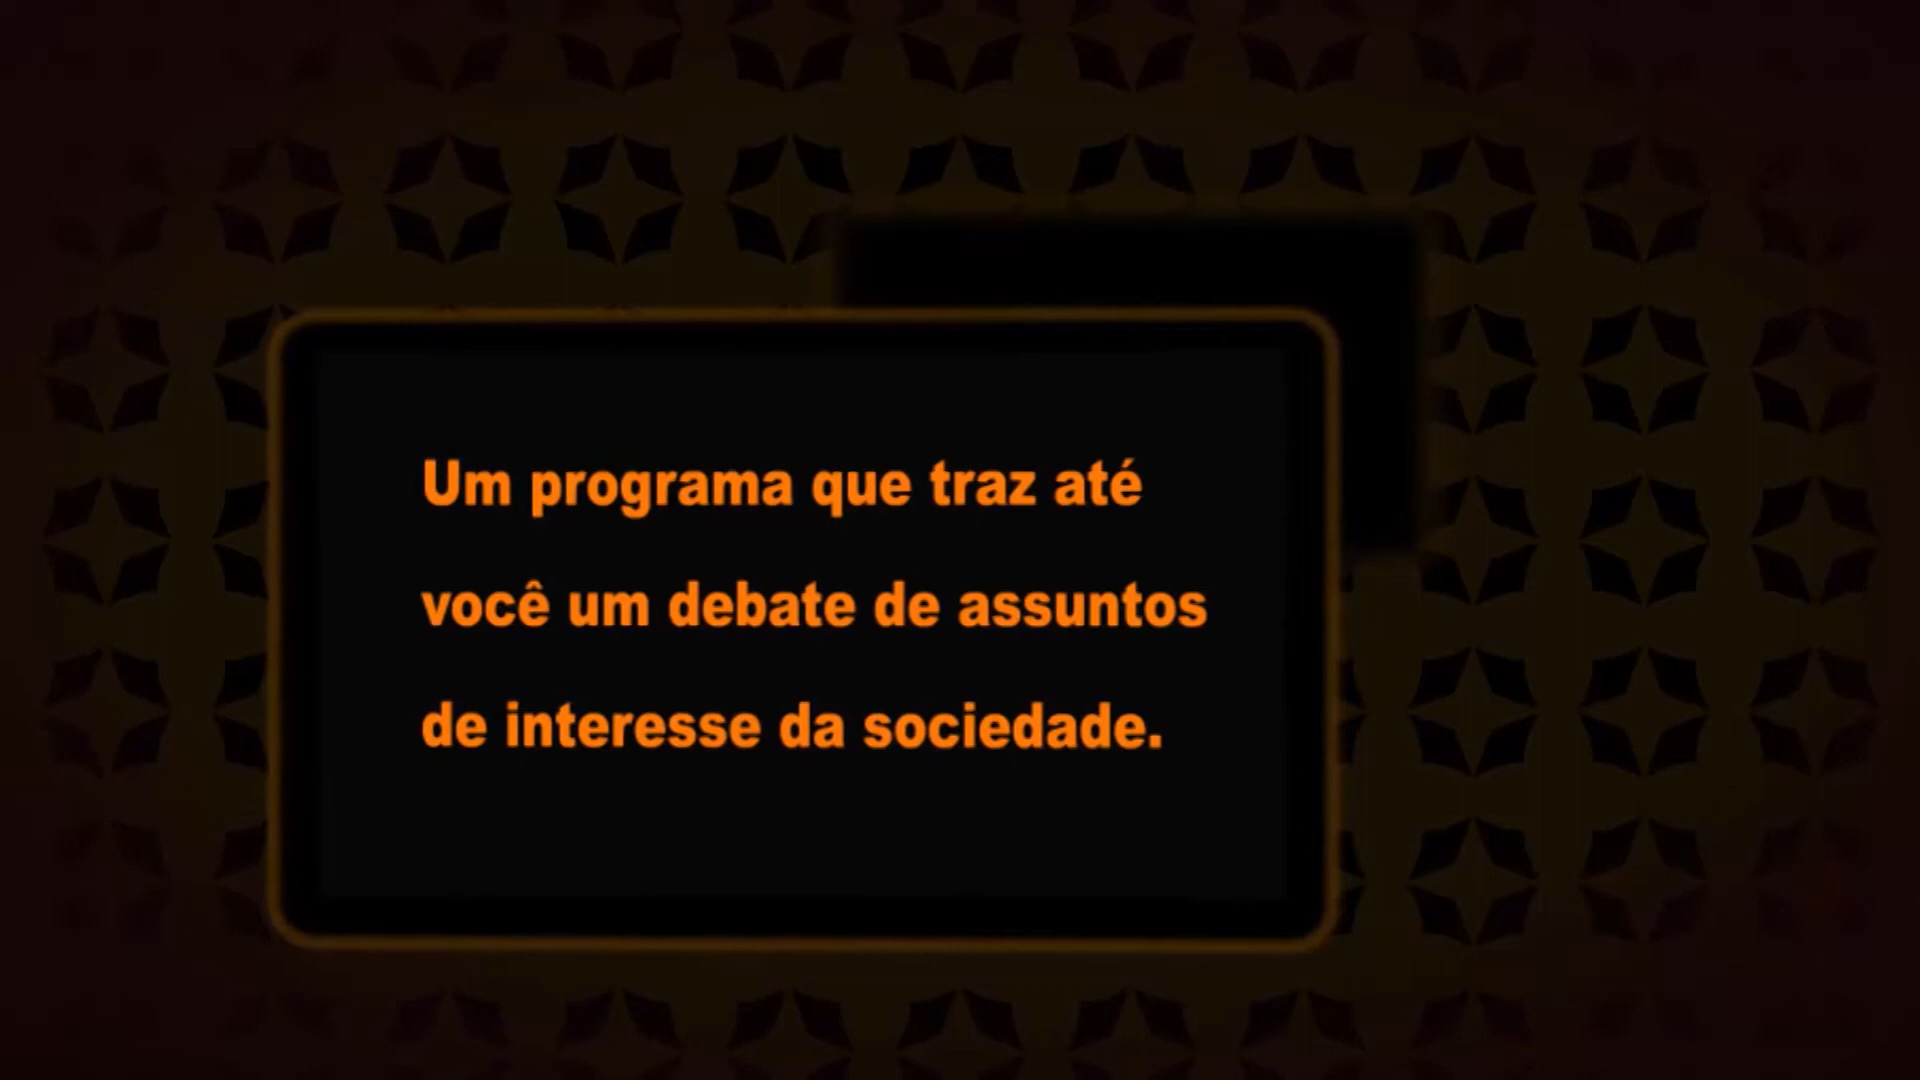 Um programa que traz até
você um debate de assuntos
de interesse da sociedade.